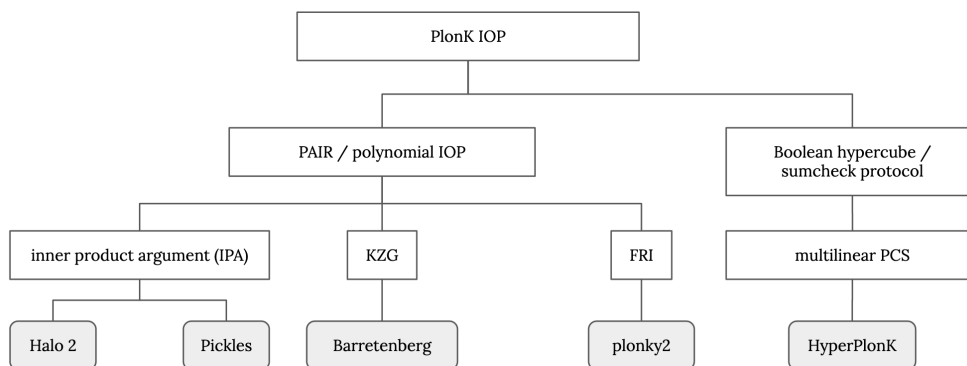 PlonK IOP
PAIR / polynomial IOP
Boolean hypercube /
sumcheck protocol
inner product argument (IPA)
KZG
FRI
multilinear PCS
Halo 2
Pickles
Barretenberg
plonky2
HyperPlonK